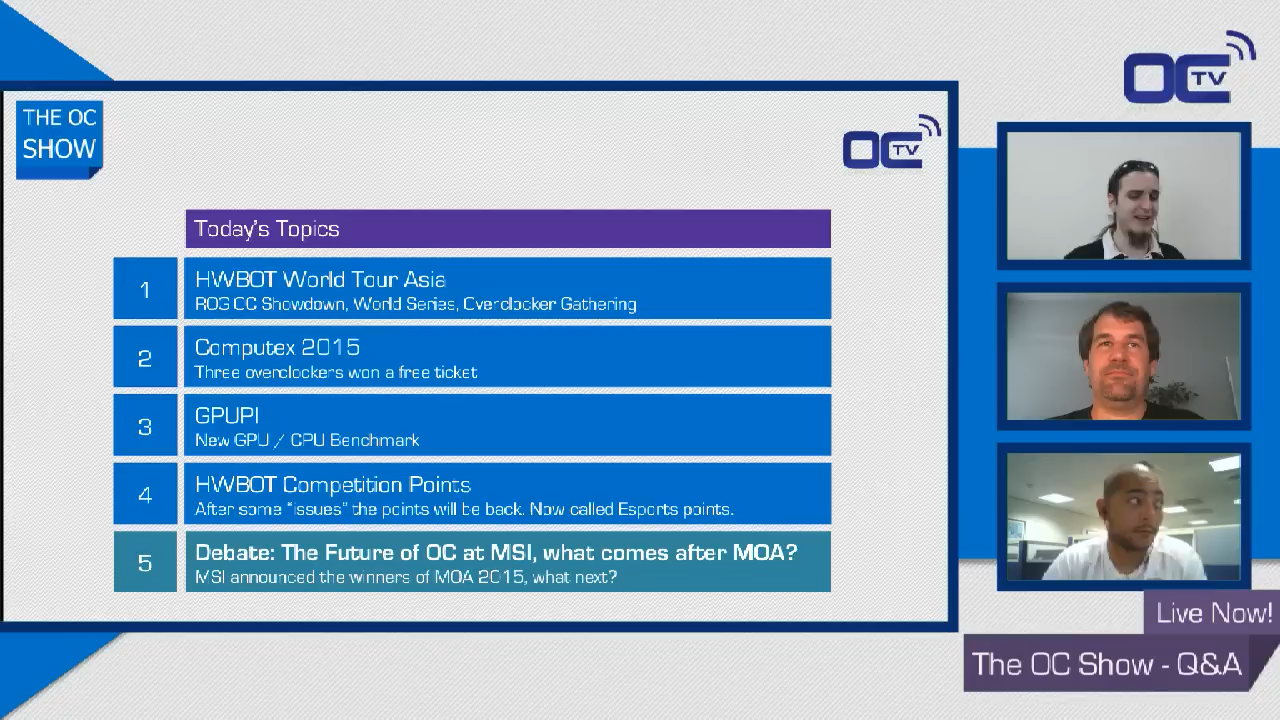 OC TV
THE OC
SHOW
OC TV
Today's Topics
1
HWBOT World Tour Asia
ROG OC Showdown, World Series, Overclocker Gathering
2
Computex 2015
Three overclockers won a free ticket
3
GPUPI
New GPU / CPU Benchmark
4
HWBOT Competition Points
After some "issues" the points will be back. Now called Esports points.
5
Debate: The Future of OC at MSI, what comes after MOA?
MSI announced the winners of MOA 2015, what next?
Live Now!
The OC Show - Q&A